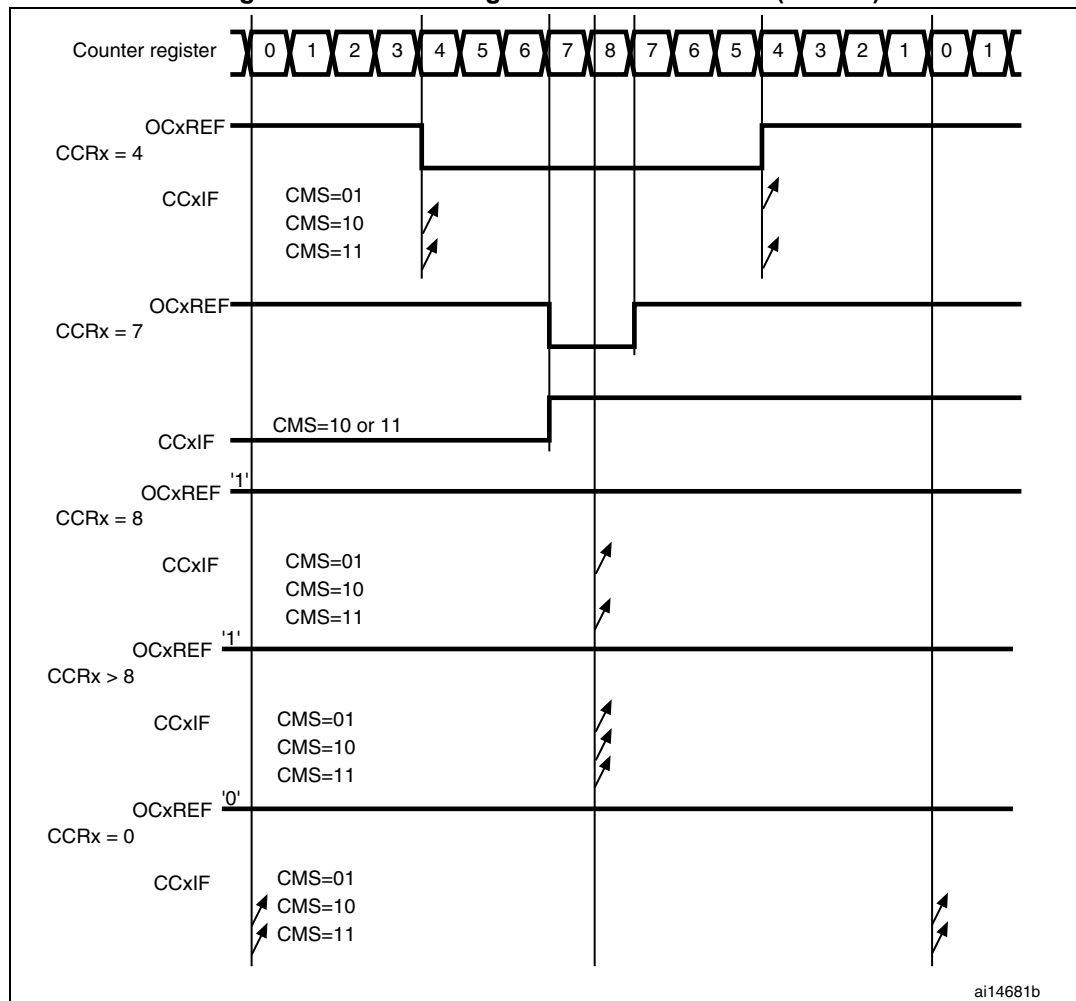 Counter register 0 1 2 3 4 5 6 7 8 7 6 5 4 3 2 1 0 1
OCxREF
CCRx = 4
CCxIF
CMS=01
CMS=10
CMS=11
OCxREF
CCRx = 7
CMS=10 or 11
CCxIF
'1'
OCxREF
CCRx = 8
CCxIF
CMS=01
CMS=10
CMS=11
'1'
OCxREF
CCRx > 8
CCxIF
CMS=01
CMS=10
CMS=11
'0'
OCxREF
CCRx = 0
CCxIF
CMS=01
CMS=10
CMS=11
ai14681b